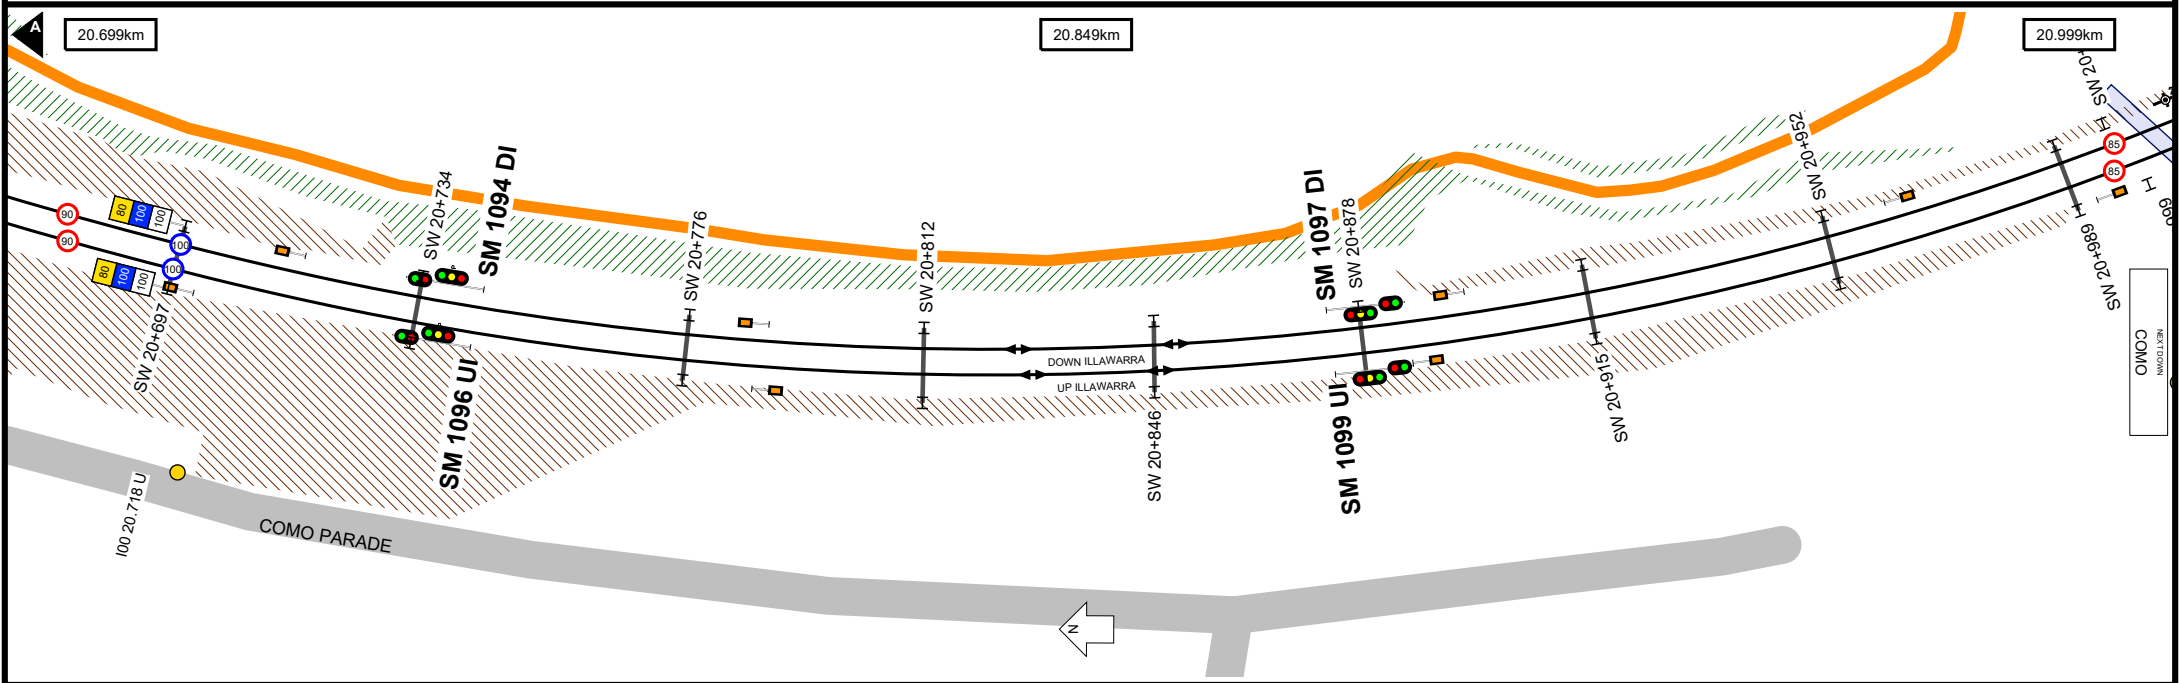 A
20.699km
20.849km
20.999km
90
90
80 100 100
80 100 100
100
100
SW 20+697
SW 20+734
SM 1094 DI
SM 1096 UI
SW 20+776
SW 20+812
DOWN ILLAWARRA
UP ILLAWARRA
SW 20+846
SM 1097 DI
SW 20+878
SM 1099 UI
SW 20+915
SW 20+952
SW 20+
85
85
SW 20+989
999
NEXT DOWN
COMO
I00 20.718 U
COMO PARADE
N